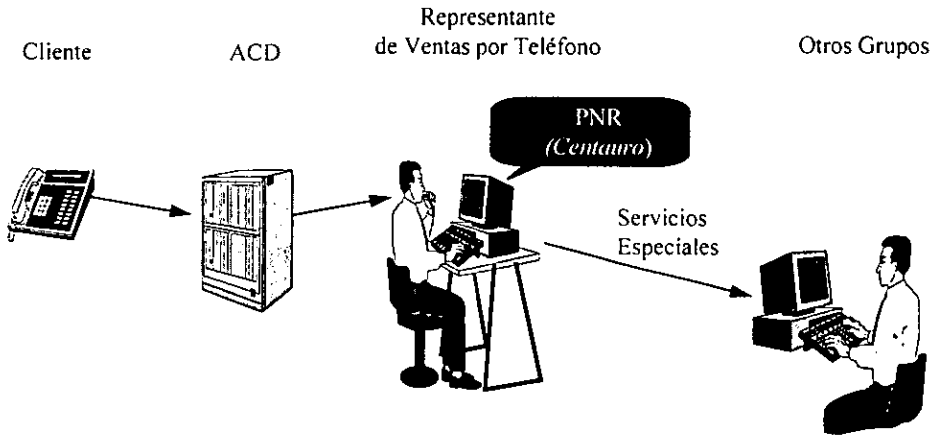 Representante
de Ventas por Teléfono
Cliente
ACD
Otros Grupos
PNR
(Centauro)
Servicios
Especiales